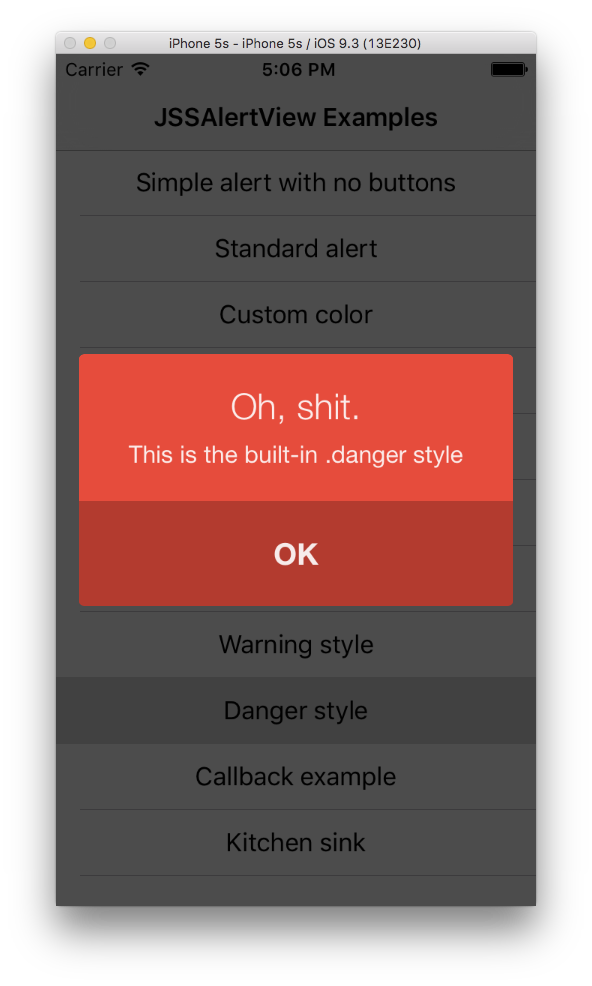 iPhone 5s - iPhone 5s / iOS 9.3 (13E230)
Carrier 5:06 PM
JSSAlertView Examples
Simple alert with no buttons
Standard alert
Custom color
Oh, shit.
This is the built-in .danger style
OK
Warning style
Danger style
Callback example
Kitchen sink